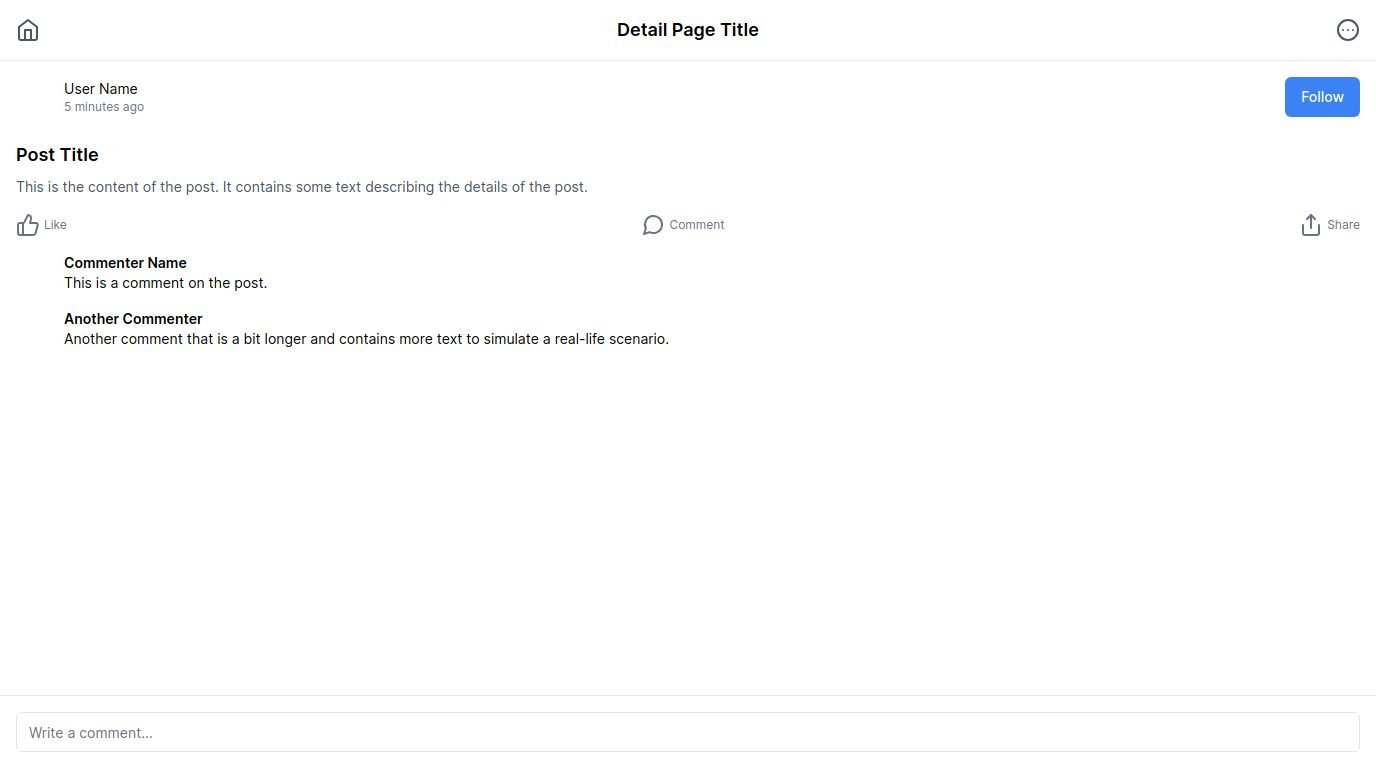 Detail Page Title
User Name
5 minutes ago
Follow
Post Title
This is the content of the post. It contains some text describing the details of the post.
Like
Comment
Share
Commenter Name
This is a comment on the post.
Another Commenter
Another comment that is a bit longer and contains more text to simulate a real-life scenario.
Write a comment...